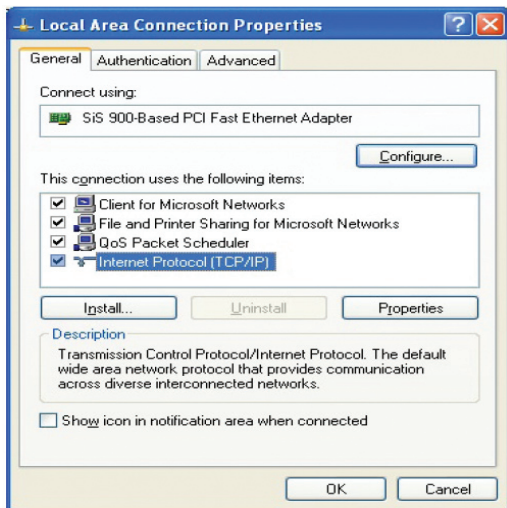 Local Area Connection Properties
General Authentication Advanced
Connect using:
SiS 900-Based PCI Fast Ethernet Adapter
Configure...
This connection uses the following items:
Client for Microsoft Networks
File and Printer Sharing for Microsoft Networks
QoS Packet Scheduler
Internet Protocol (TCP/IP)
Install... Uninstall Properties
Description
Transmission Control Protocol/Internet Protocol. The default
wide area network protocol that provides communication
across diverse interconnected networks.
Show icon in notification area when connected
OK Cancel